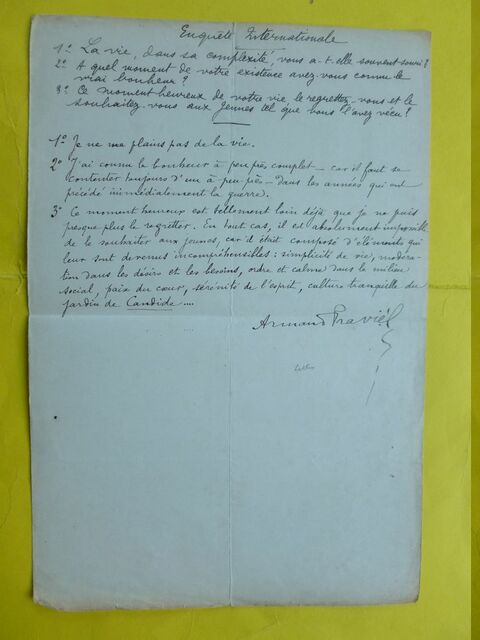 Enquête Internationale
1º La vie, dans sa complexité, vous a-t-elle souvent souri?
2º A quel moment de votre existence avez-vous connu le
vrai bonheur?
3º Ce moment heureux de votre vie, le regrettez-vous et le
souhaitez-vous aux Jeunes tel que vous l'avez vécu?
1º Je ne me plains pas de la vie.
2º J'ai connu le bonheur à peu près complet – car il faut se
contenter toujours d'un à-peu-près – dans les années qui ont
précédé immédiatement la guerre.
3º Ce moment heureux est tellement loin déjà que je ne puis
presque plus le regretter. En tout cas, il est absolument impossible
de le souhaiter aux jeunes, car il était composé d'éléments qui
leur sont devenus incompréhensibles : simplicité de vie, modéra-
tion dans les désirs et les besoins, ordre et calme dans le milieu
social, paix du cœur, sérénité de l'esprit, culture tranquille du
jardin de Candide ....
Armand Praviel